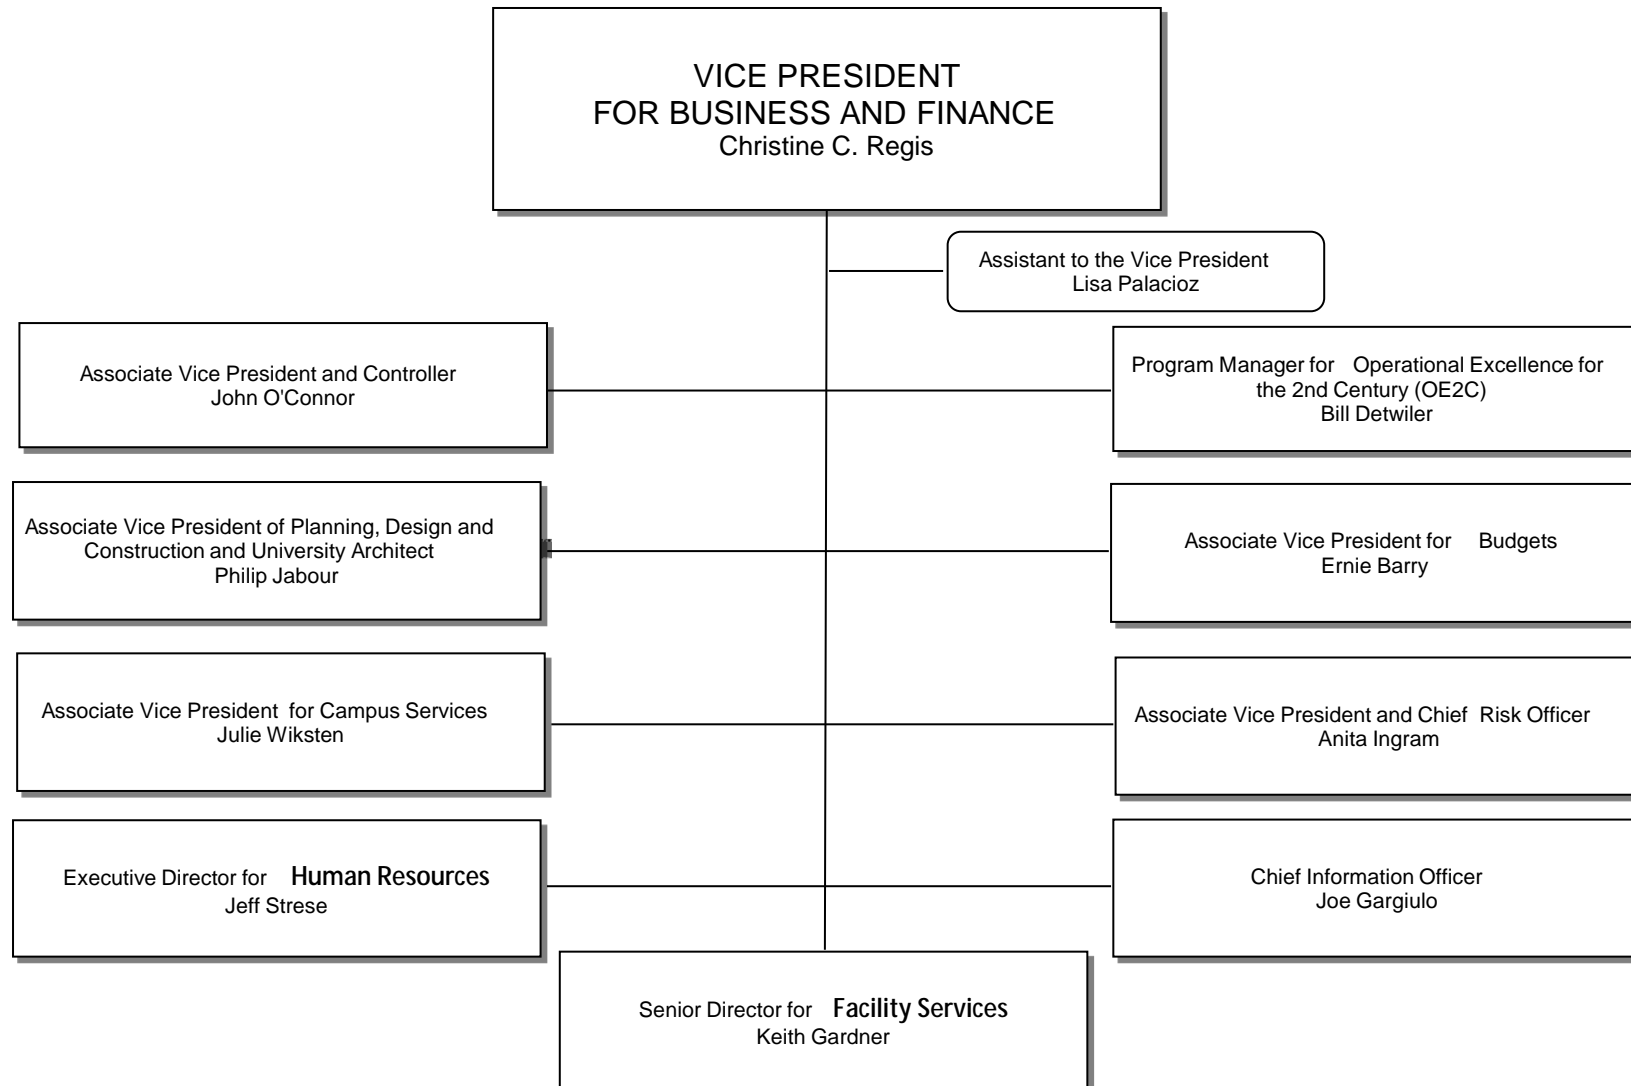 VICE PRESIDENT
FOR BUSINESS AND FINANCE
Christine C. Regis
Assistant to the Vice President
Lisa Palacioz
Associate Vice President and Controller
John O'Connor
Program Manager for Operational Excellence for
the 2nd Century (OE2C)
Bill Detwiler
Associate Vice President of Planning, Design and
Construction and University Architect
Philip Jabour
Associate Vice President for Budgets
Ernie Barry
Associate Vice President for Campus Services
Julie Wiksten
Associate Vice President and Chief Risk Officer
Anita Ingram
Executive Director for Human Resources
Jeff Strese
Chief Information Officer
Joe Gargiulo
Senior Director for Facility Services
Keith Gardner